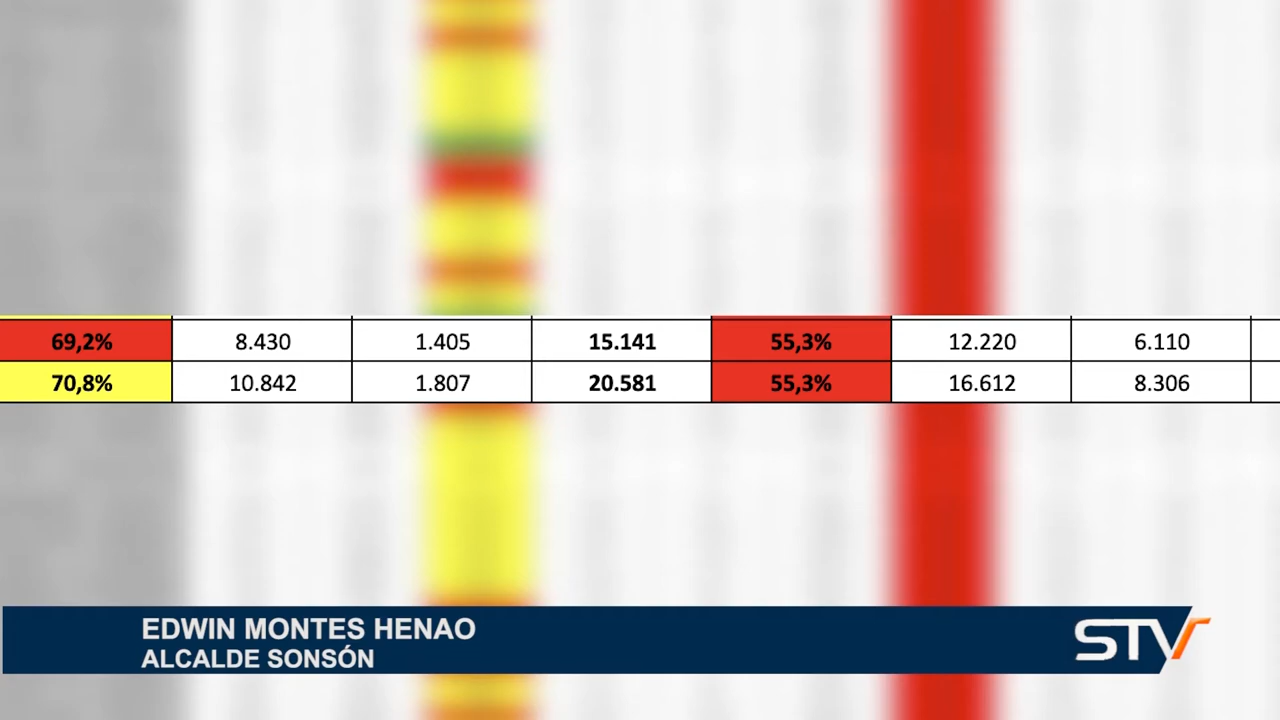 69,2% 8.430 1.405 15.141 55,3% 12.220 6.110
70,8% 10.842 1.807 20.581 55,3% 16.612 8.306
EDWIN MONTES HENAO
ALCALDE SONSÓN
STV